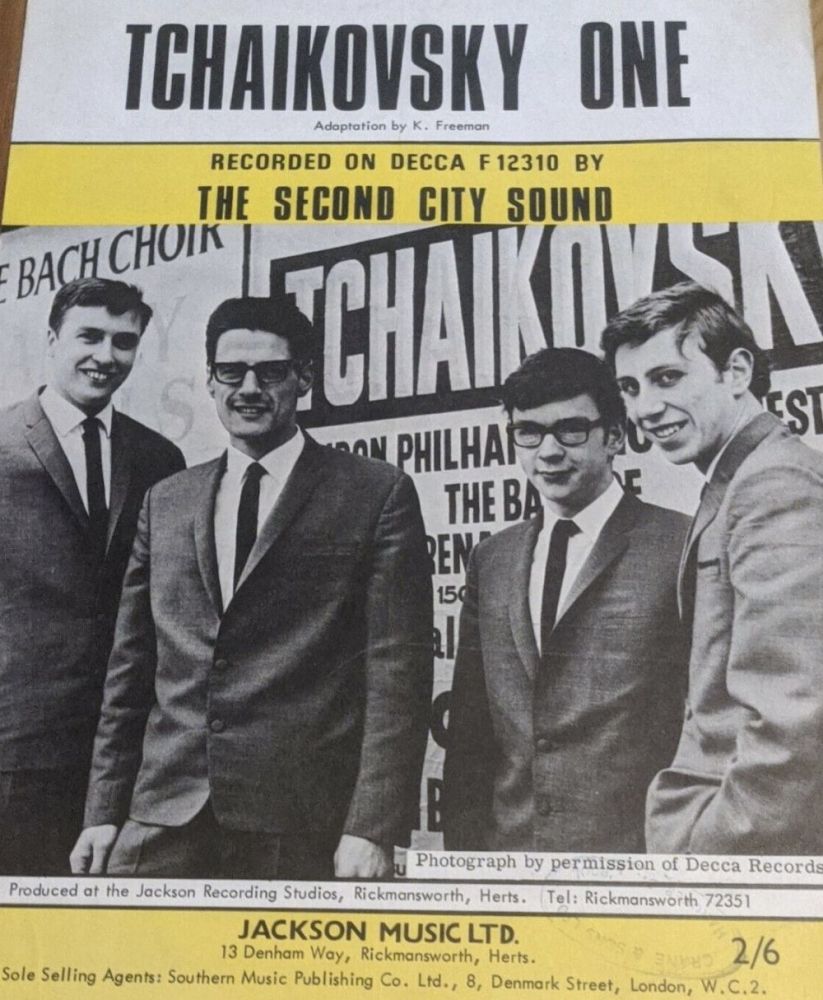 TCHAIKOVSKY ONE
Adaptation by K. Freeman
RECORDED ON DECCA F 12310 BY
THE SECOND CITY SOUND
E BACH CHOIR
TCHAIKOVSK
PHILHA
THE BA
150
Photograph by permission of Decca Records
Produced at the Jackson Recording Studios, Rickmansworth, Herts. Tel: Rickmansworth 72351
JACKSON MUSIC LTD.
13 Denham Way, Rickmansworth, Herts.
2/6
Sole Selling Agents: Southern Music Publishing Co. Ltd., 8, Denmark Street, London, W.C.2.